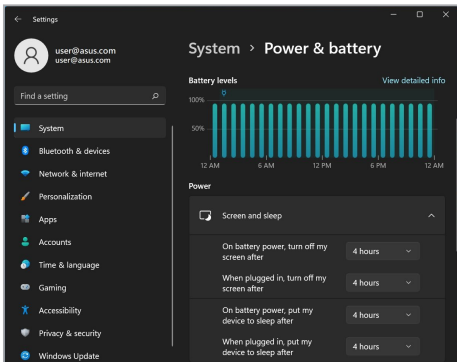 Settings
user@asus.com
user@asus.com
Find a setting
System
Bluetooth & devices
Network & internet
Personalization
Apps
Accounts
Time & language
Gaming
Accessibility
Privacy & security
Windows Update
System > Power & battery
Battery levels
View detailed info
100%
50%
12 AM 6 AM 12 PM 6 PM 12 AM
Power
Screen and sleep
On battery power, turn off my
screen after
4 hours
When plugged in, turn off my
screen after
4 hours
On battery power, put my
device to sleep after
4 hours
When plugged in, put my
device to sleep after
4 hours